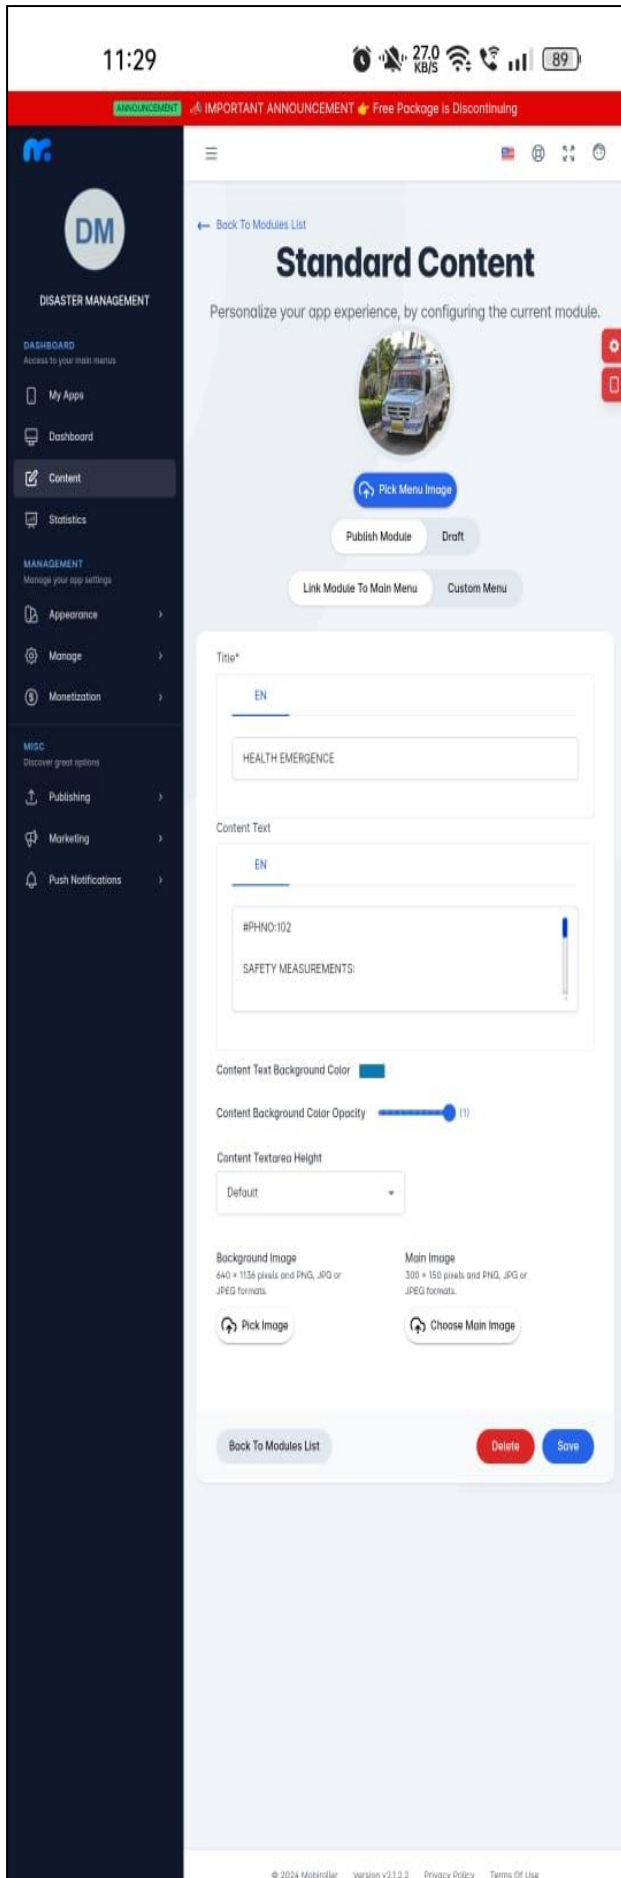 11:29
27.0
KB/S
89
ANNOUNCEMENT
IMPORTANT ANNOUNCEMENT 👉 Free Package is Discontinuing
DM
DISASTER MANAGEMENT
DASHBOARD
Access to your main menus
My Apps
Dashboard
Content
Statistics
MANAGEMENT
Manage your app settings
Appearance
Manage
Monetization
MISC
Discover great options
Publishing
Marketing
Push Notifications
← Back To Modules List
Standard Content
Personalize your app experience, by configuring the current module.
Pick Menu Image
Publish Module Draft
Link Module To Main Menu Custom Menu
Title*
EN
HEALTH EMERGENCE
Content Text
EN
#PHNO:102
SAFETY MEASUREMENTS:
Content Text Background Color
Content Background Color Opacity (1)
Content Textarea Height
Default
Background Image
640 × 1136 pixels and PNG, JPG or
JPEG formats.
Pick Image
Main Image
300 × 150 pixels and PNG, JPG or
JPEG formats.
Choose Main Image
Back To Modules List Delete Save
© 2024 Mobiroller Version v2.1.2.2 Privacy Policy Terms Of Use